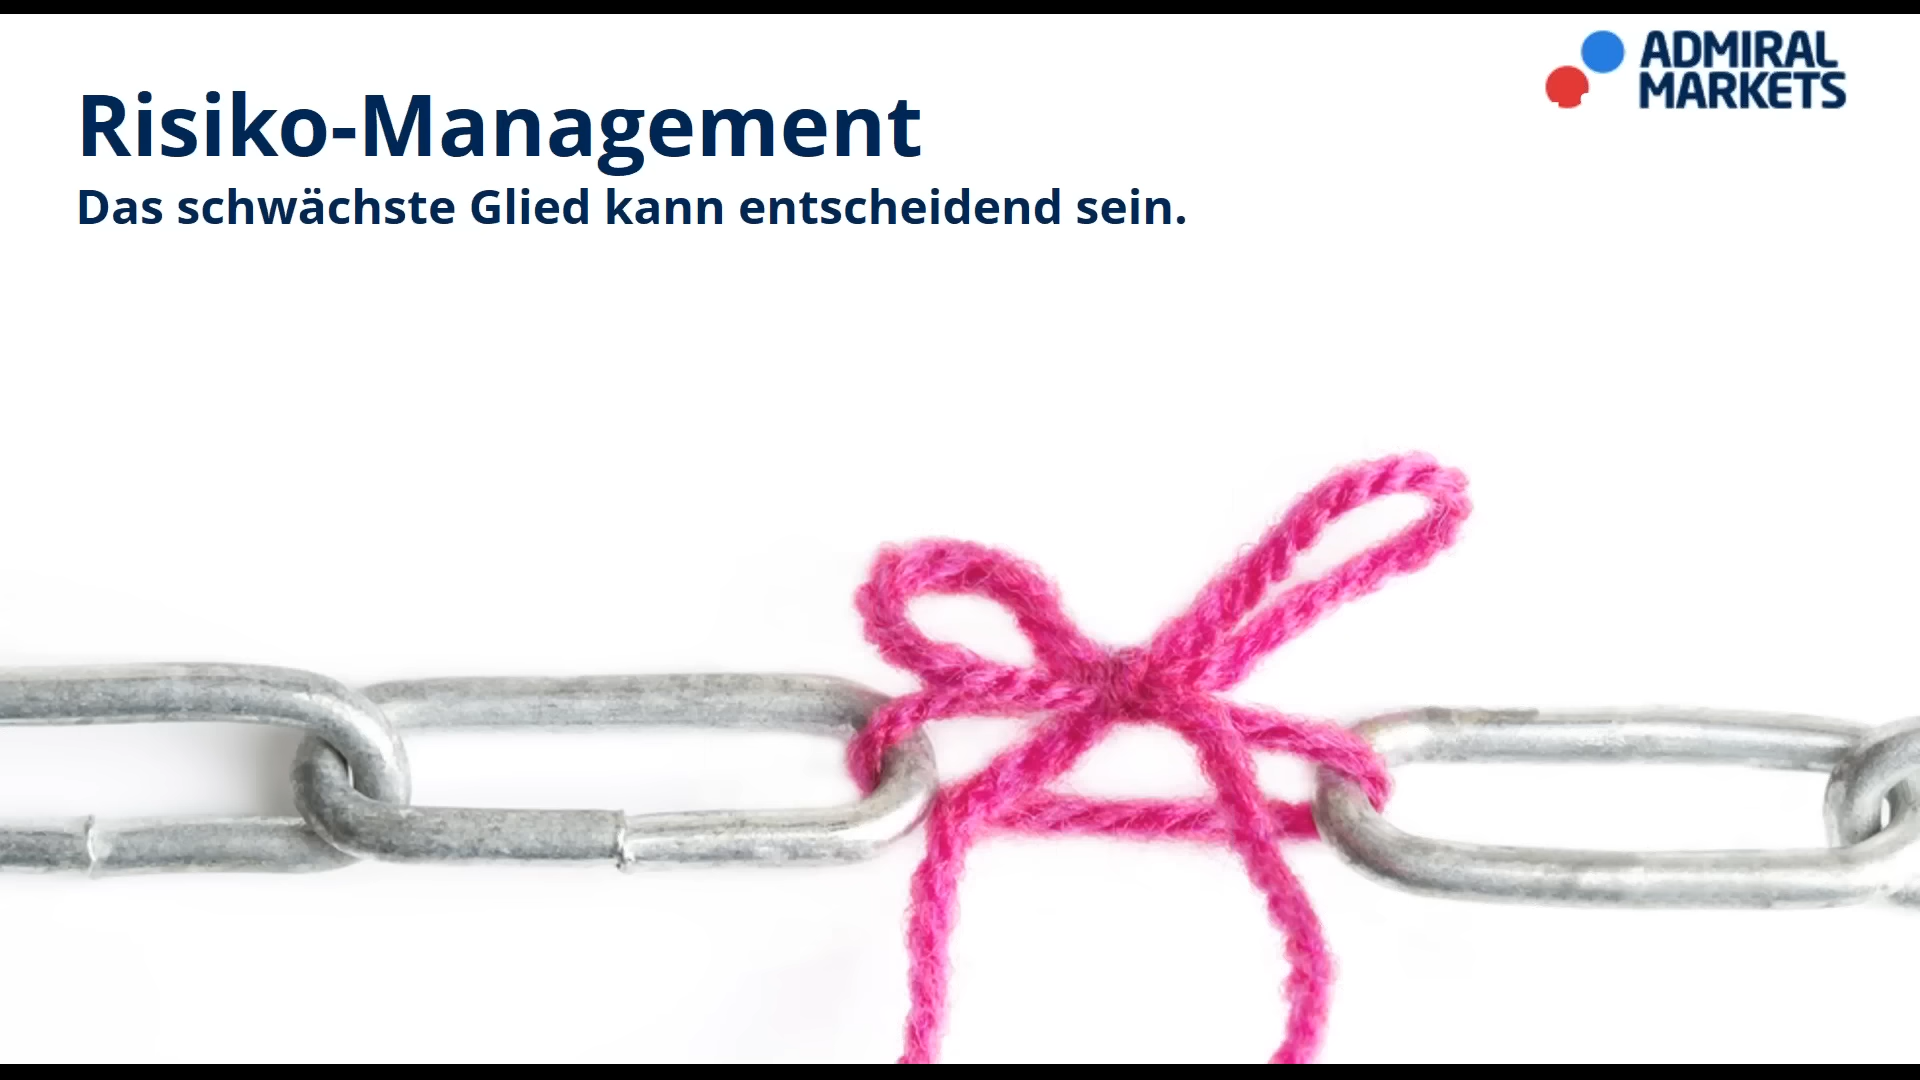 ADMIRAL
MARKETS
Risiko-Management
Das schwächste Glied kann entscheidend sein.